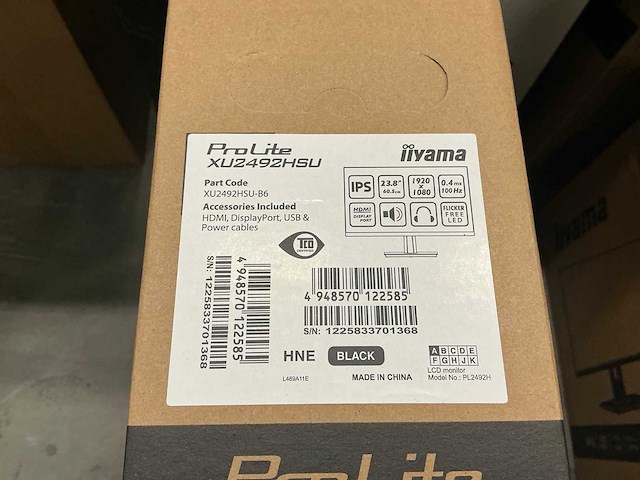 ProLite
XU2492HSU
iiyama
Part Code
XU2492HSU-B6
Accessories Included
HDMI, DisplayPort, USB &
Power cables
TCO
IPS
23.8"
60.5cm
1920
x
1080
0.4ms
100Hz
HDMI
DISPLAY
PORT
FLICKER
FREE
LED
S/N: 1225833701368
4 948570 122585
4 948570 122585
S/N: 1225833701368
HNE
BLACK
A B C D E
F G H J K
LCD monitor
Model No.: PL2492H
L469A11E
MADE IN CHINA
ProLite
iiyama